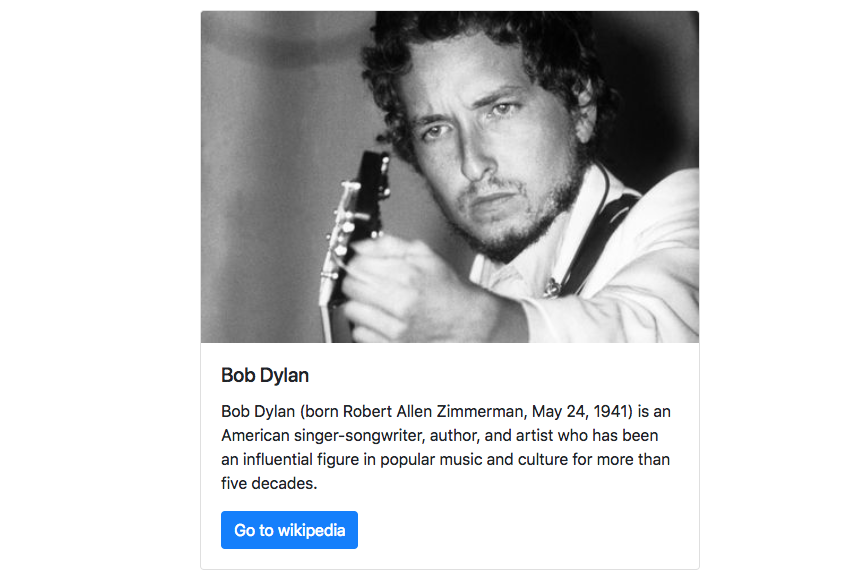 Bob Dylan
Bob Dylan (born Robert Allen Zimmerman, May 24, 1941) is an
American singer-songwriter, author, and artist who has been
an influential figure in popular music and culture for more than
five decades.
Go to wikipedia